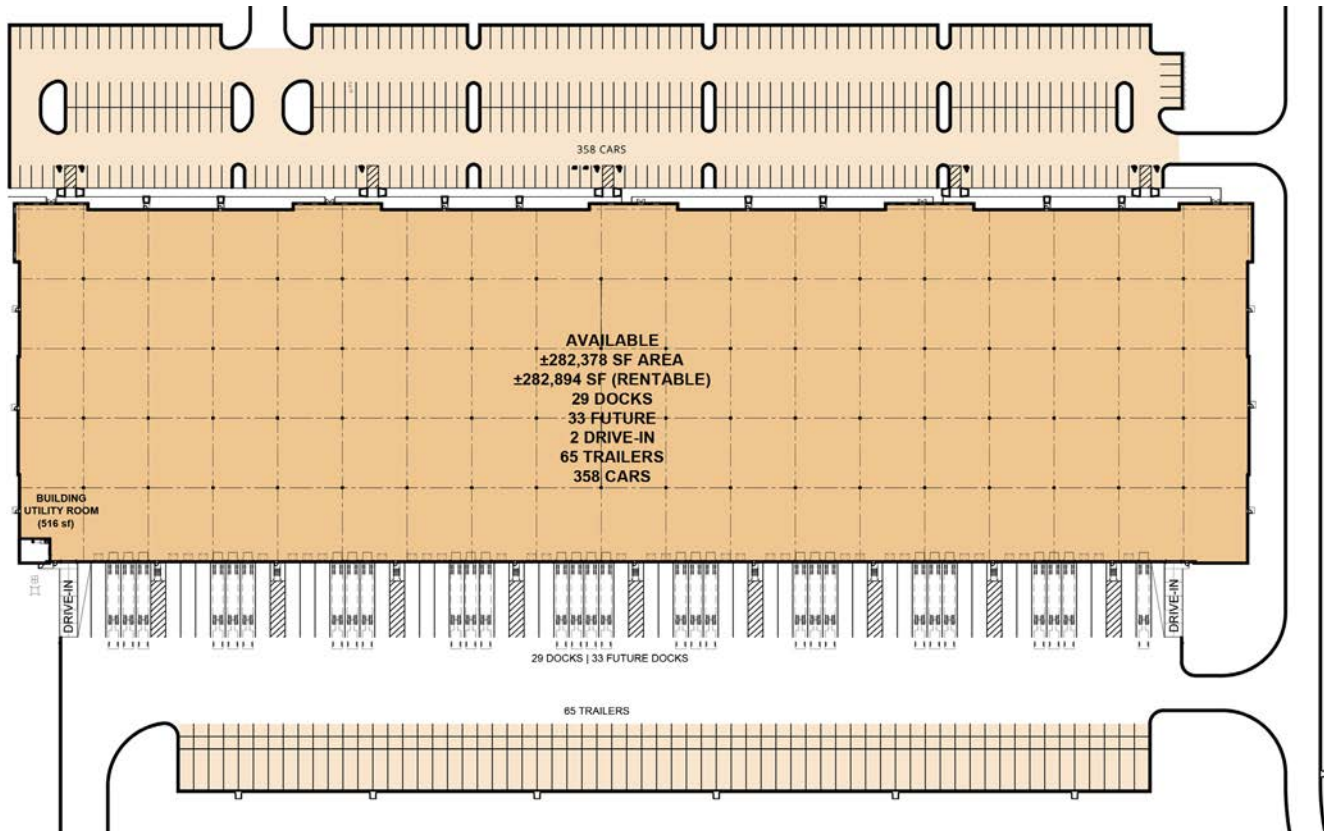 358 CARS
AVAILABLE
±282,378 SF AREA
±282,894 SF (RENTABLE)
29 DOCKS
33 FUTURE
2 DRIVE-IN
65 TRAILERS
358 CARS
BUILDING
UTILITY ROOM
(516 sf)
DRIVE-IN
DRIVE-IN
29 DOCKS | 33 FUTURE DOCKS
65 TRAILERS